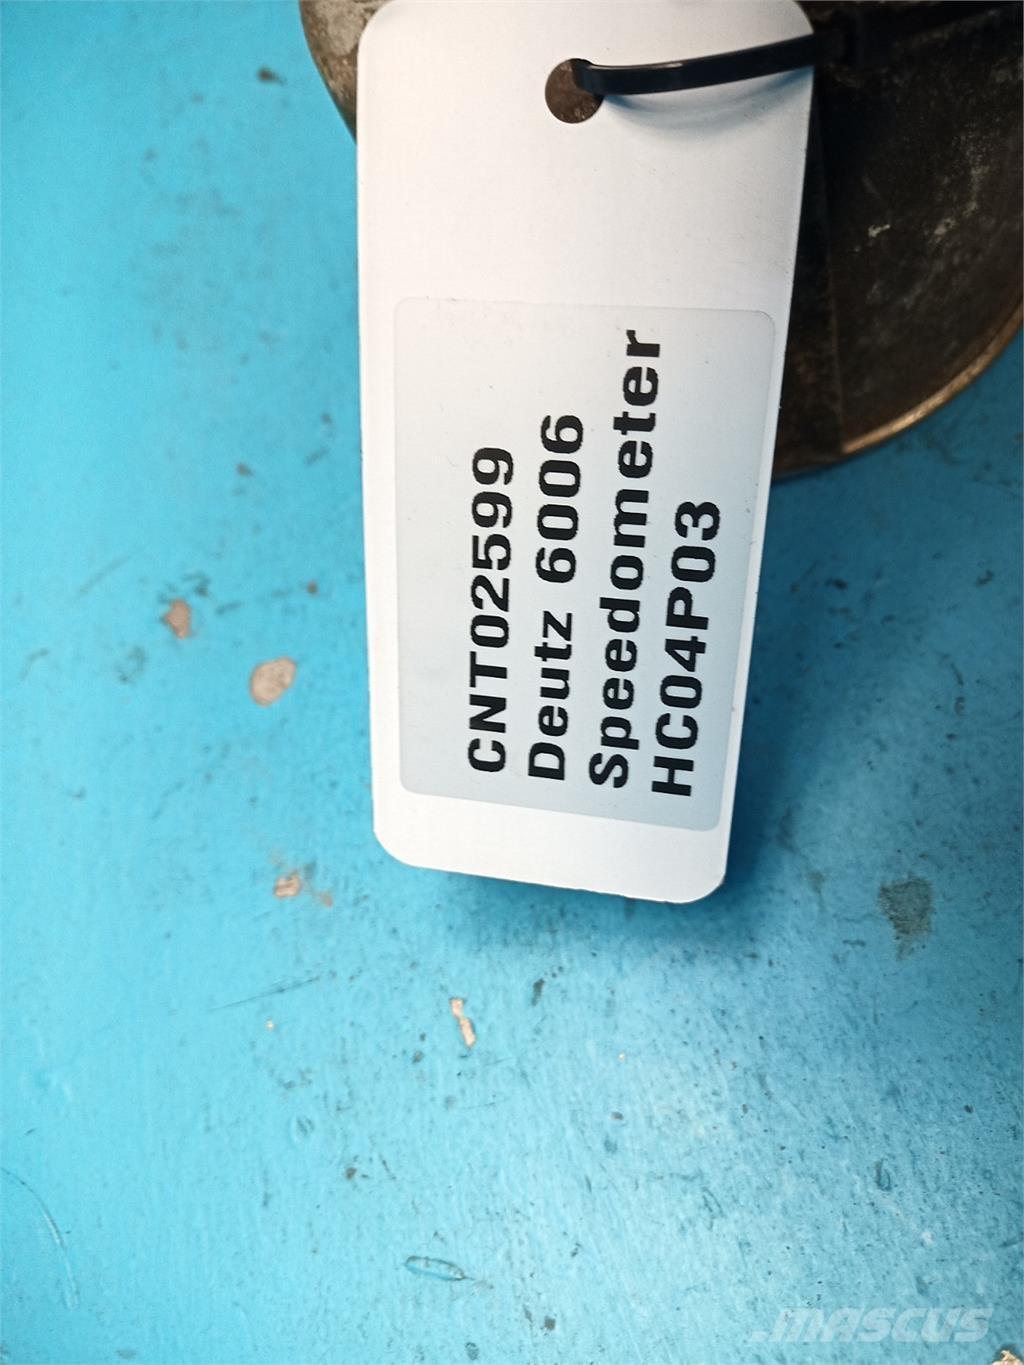 CNT02599
Deutz 6006
Speedometer
HC04P03
MASCUS